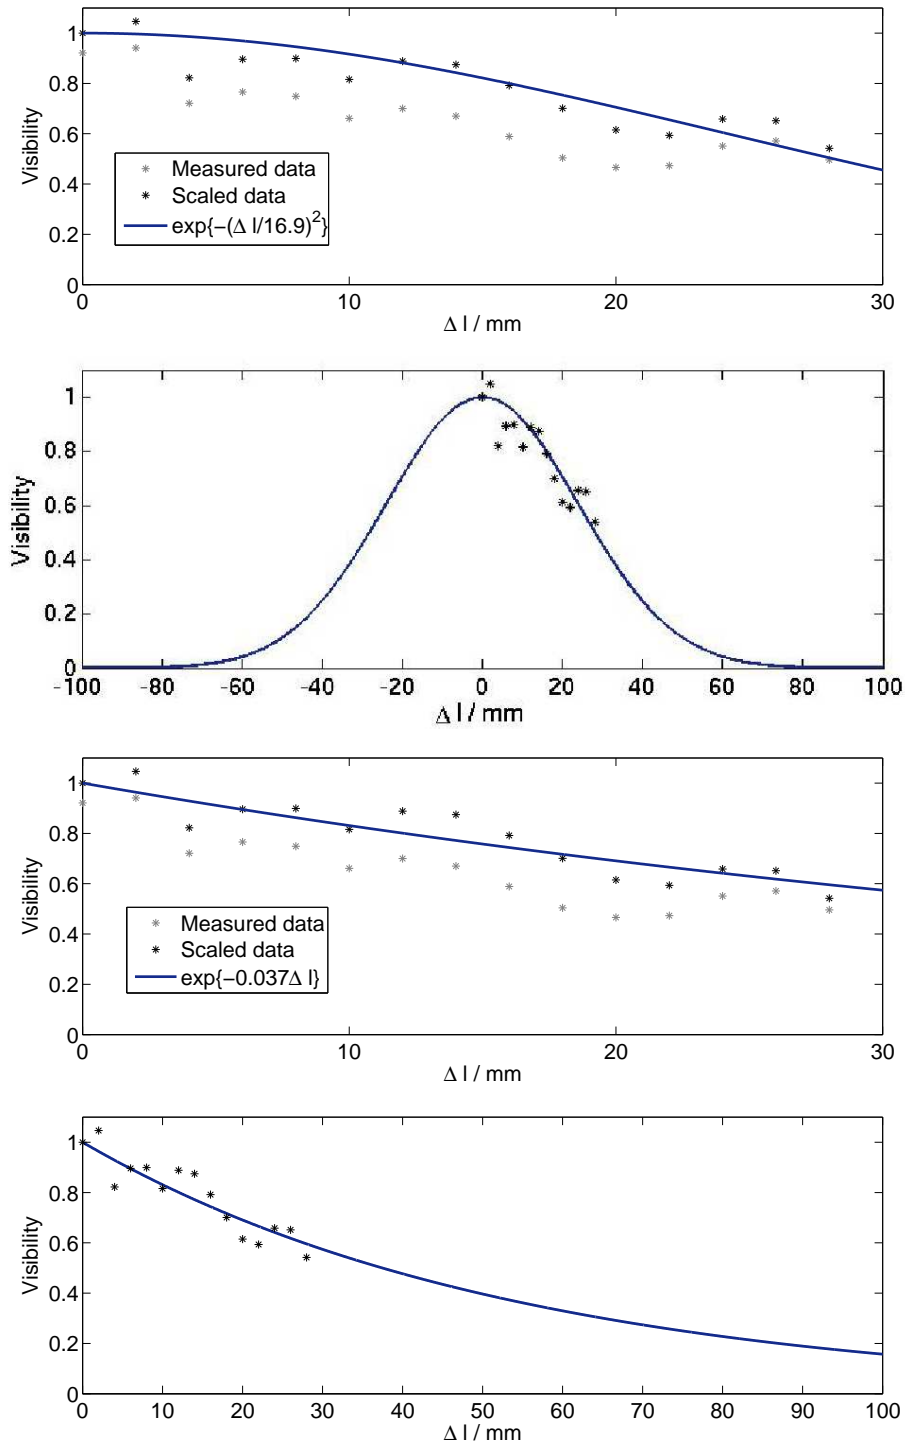 1
0.8
0.6
0.4
0.2
0
Visibility
Measured data
Scaled data
exp{−(Δ l/16.9)²}
0 10 20 30
Δ l / mm
1
0.8
0.6
0.4
0.2
0
Visibility
-100 -80 -60 -40 -20 0 20 40 60 80 100
Δ l / mm
1
0.8
0.6
0.4
0.2
0
Visibility
Measured data
Scaled data
exp{−0.037Δ l}
0 10 20 30
Δ l / mm
1
0.8
0.6
0.4
0.2
0
Visibility
0 10 20 30 40 50 60 70 80 90 100
Δ l / mm